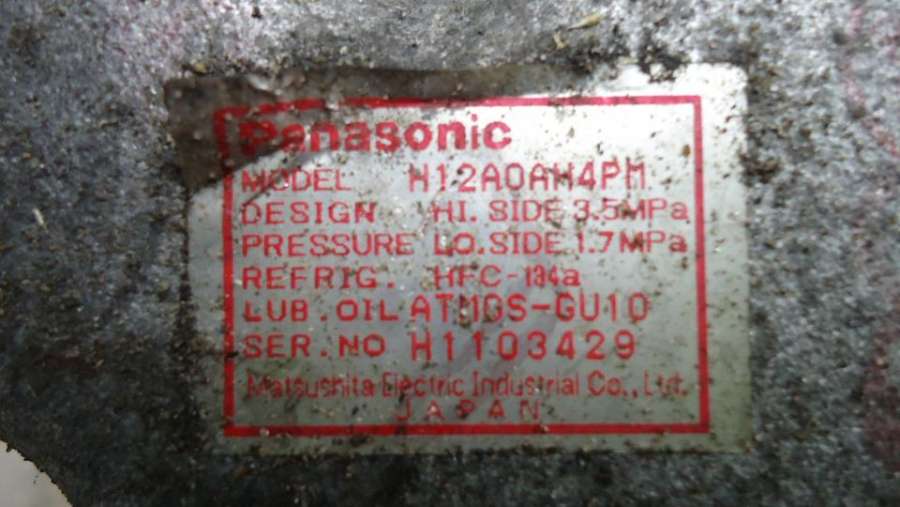 Panasonic
MODEL H12A0AH4PM
DESIGN HI. SIDE 3.5MPa
PRESSURE LO.SIDE 1.7MPa
REFRIG. HFC-134a
LUB. OIL ATMOS-GU10
SER. NO H1103429
Matsushita Electric Industrial Co., Ltd.
JAPAN